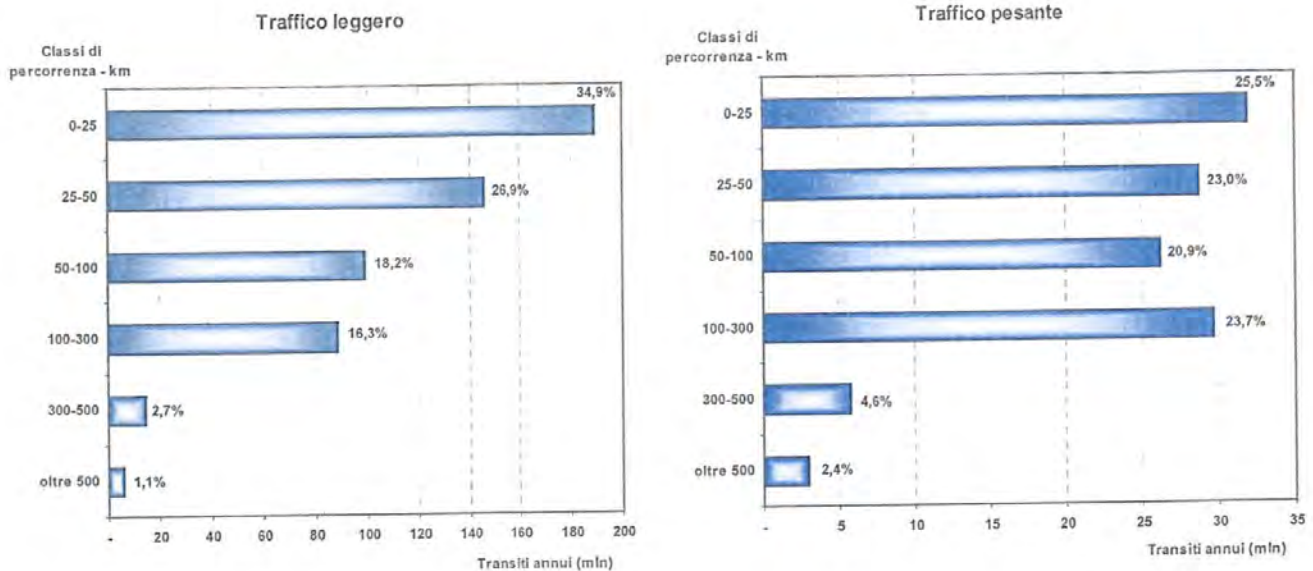 Traffico leggero
Classi di
percorrenza - km
0-25
34,9%
25-50
26,9%
50-100
18,2%
100-300
16,3%
300-500
2,7%
oltre 500
1,1%
- 20 40 60 80 100 120 140 160 180 200
Transiti annui (mln)
Traffico pesante
Classi di
percorrenza - km
0-25
25,5%
25-50
23,0%
50-100
20,9%
100-300
23,7%
300-500
4,6%
oltre 500
2,4%
- 5 10 15 20 25 30 35
Transiti annui (mln)